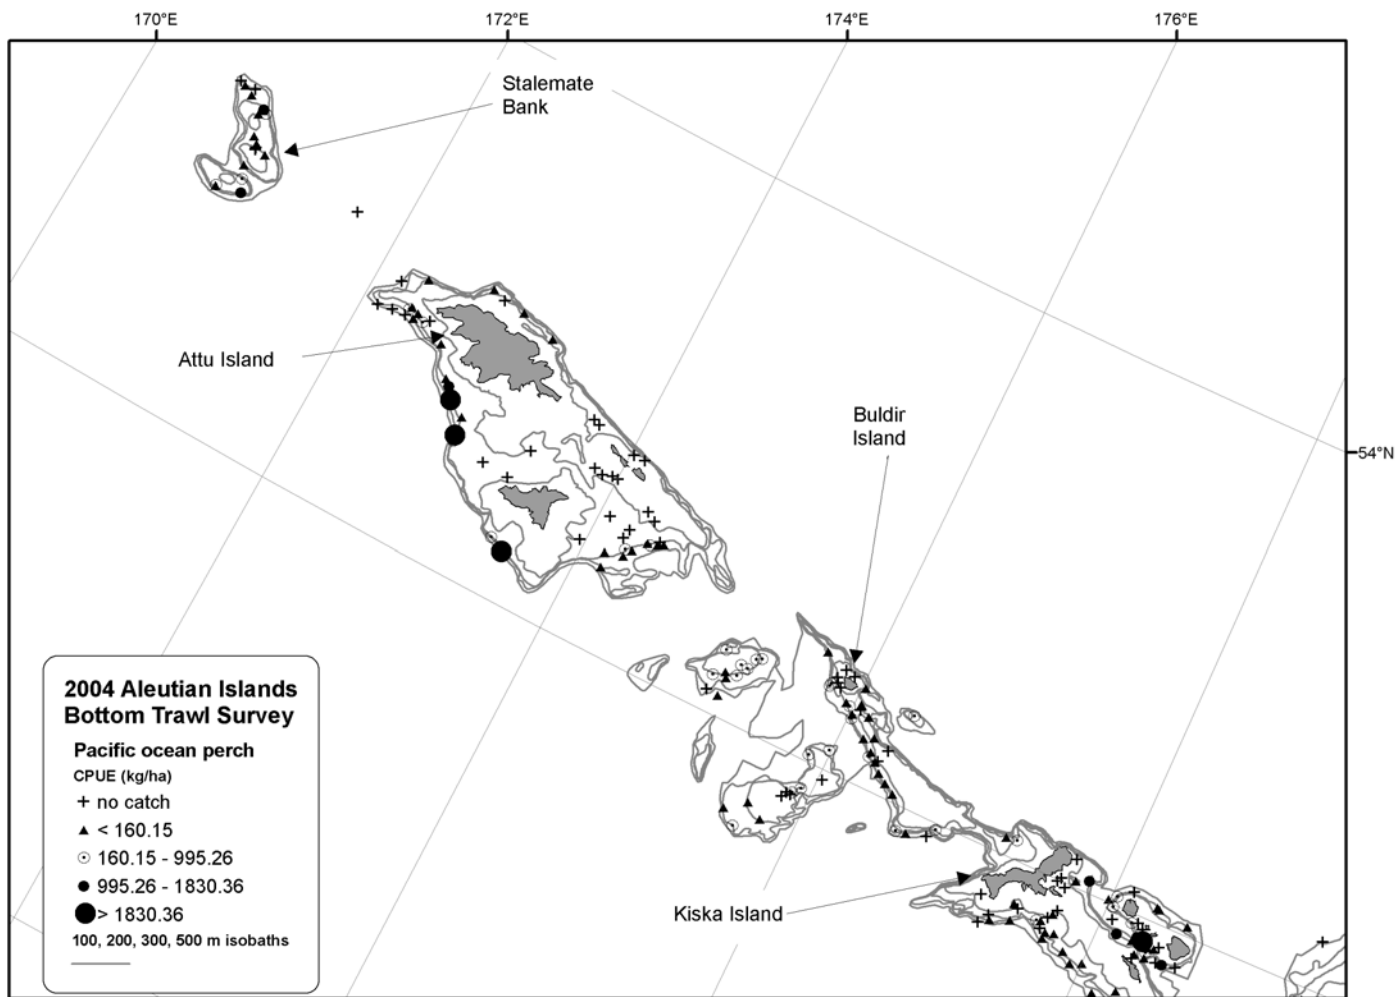 170°E
172°E
174°E
176°E
Stalemate
Bank
Attu Island
Buldir
Island
54°N
Kiska Island
2004 Aleutian Islands
Bottom Trawl Survey
Pacific ocean perch
CPUE (kg/ha)
+ no catch
▲ < 160.15
160.15 - 995.26
995.26 - 1830.36
> 1830.36
100, 200, 300, 500 m isobaths